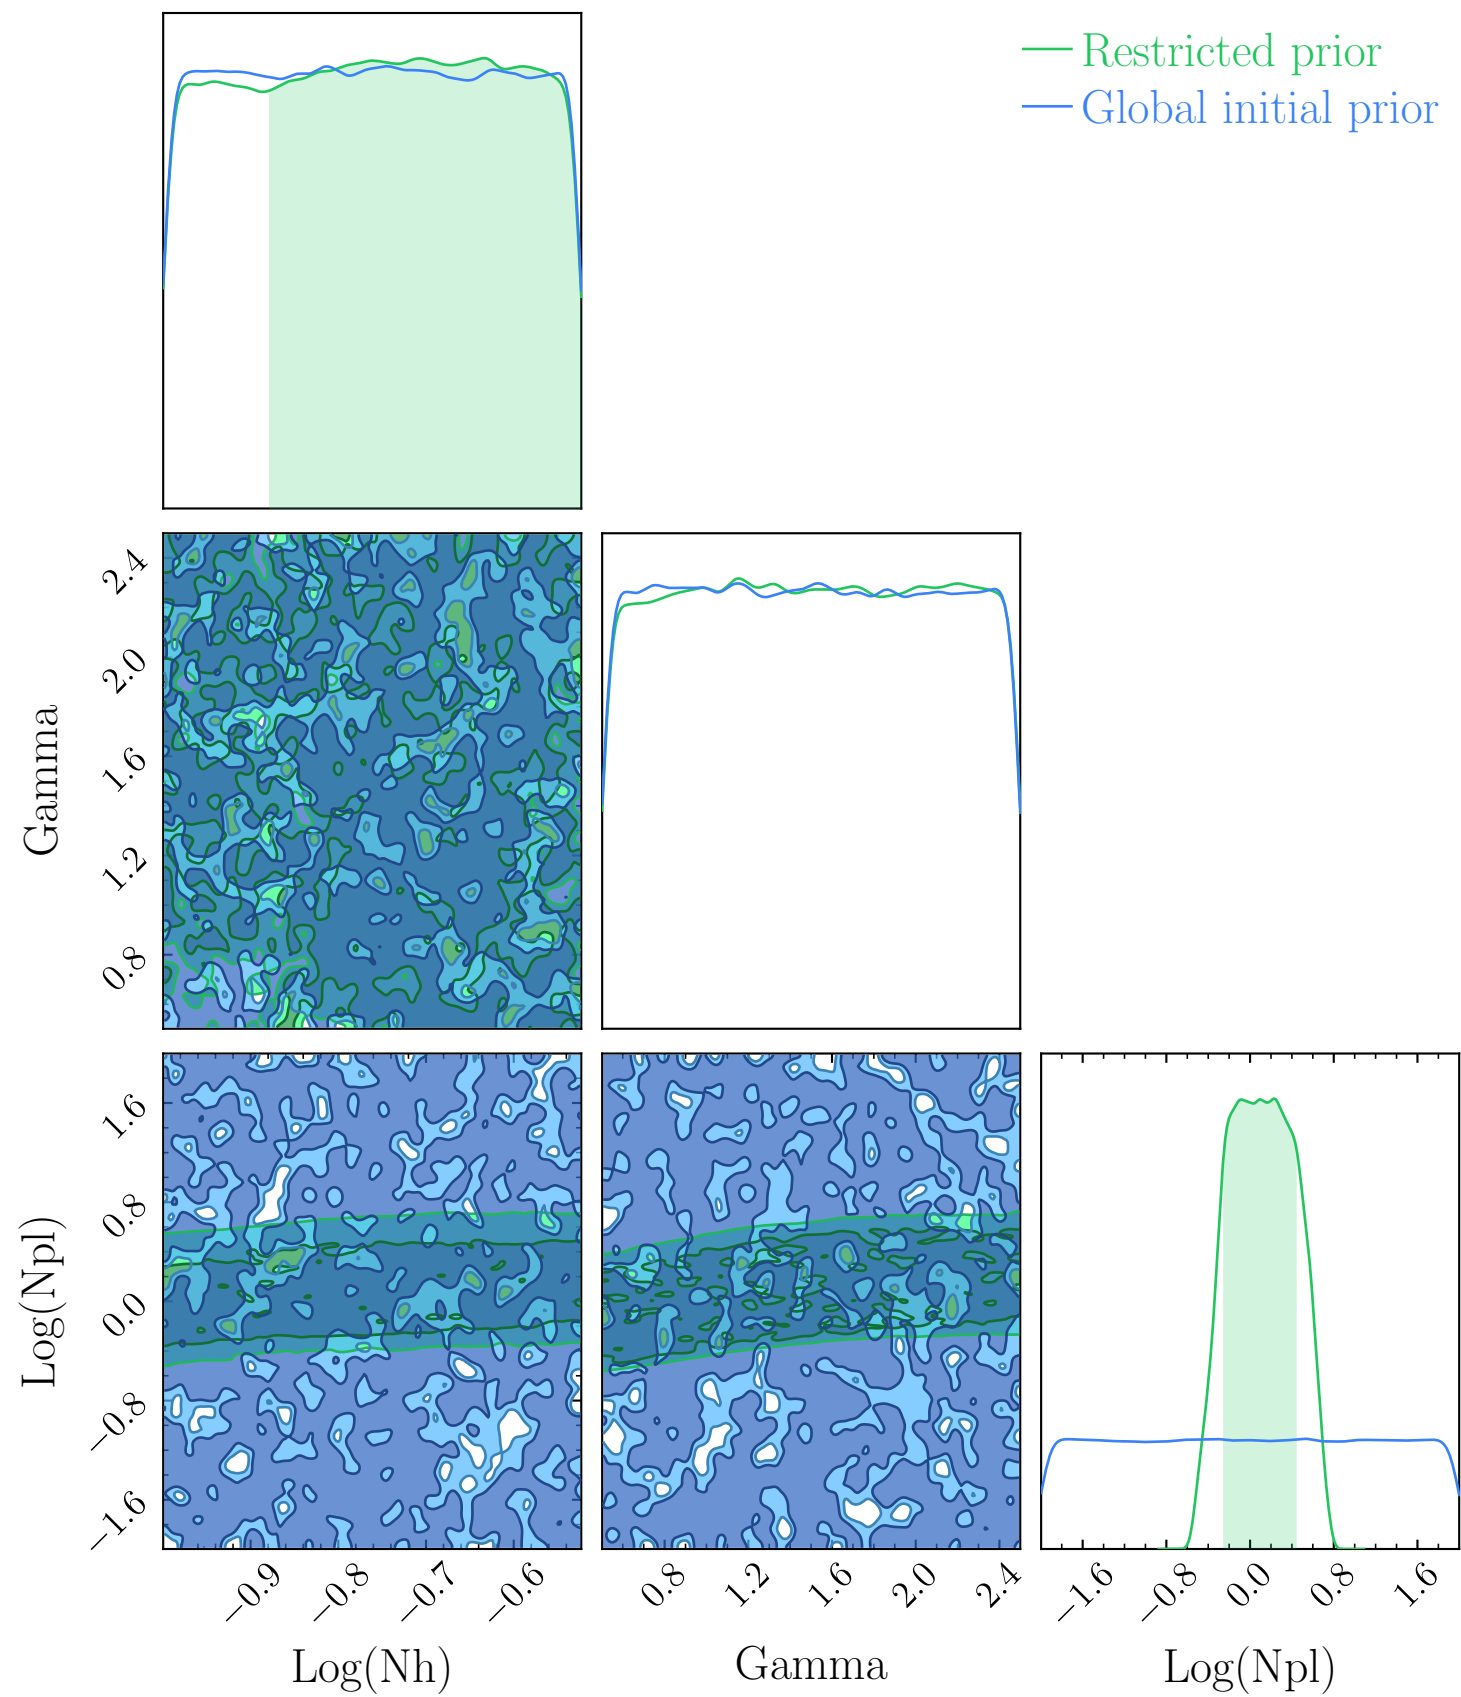 Restricted prior
Global initial prior
2.4
2.0
1.6
1.2
0.8
Gamma
1.6
0.8
0.0
−0.8
−1.6
Log(Npl)
−0.9 −0.8 −0.7 −0.6
0.8 1.2 1.6 2.0 2.4
−1.6 −0.8 0.0 0.8 1.6
Log(Nh)
Gamma
Log(Npl)